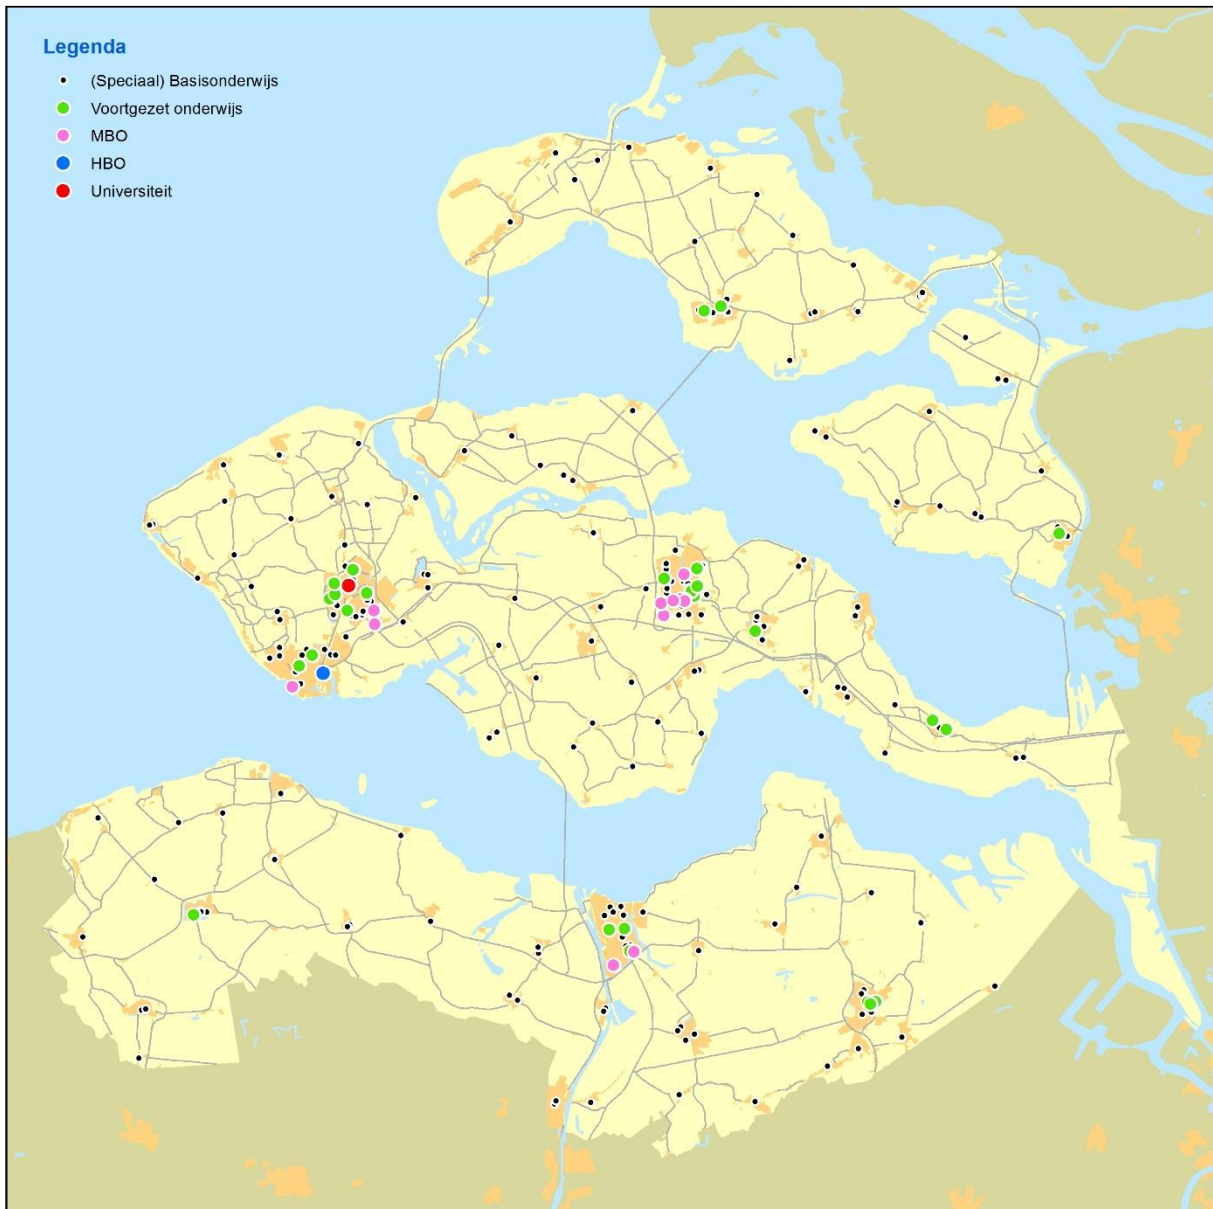 Legenda
(Speciaal) Basisonderwijs
Voortgezet onderwijs
MBO
HBO
Universiteit